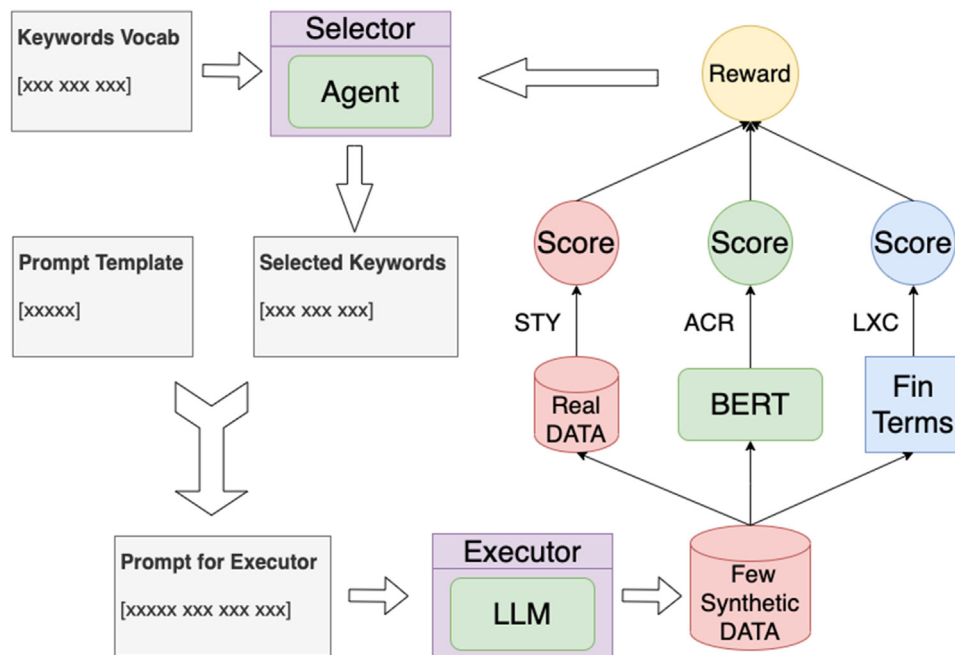 Keywords Vocab
[xxx xxx xxx]
Selector
Agent
Reward
Prompt Template
[xxxxx]
Selected Keywords
[xxx xxx xxx]
Score
Score
Score
STY
ACR
LXC
Real
DATA
BERT
Fin
Terms
Prompt for Executor
[xxxxx xxx xxx xxx]
Executor
LLM
Few
Synthetic
DATA